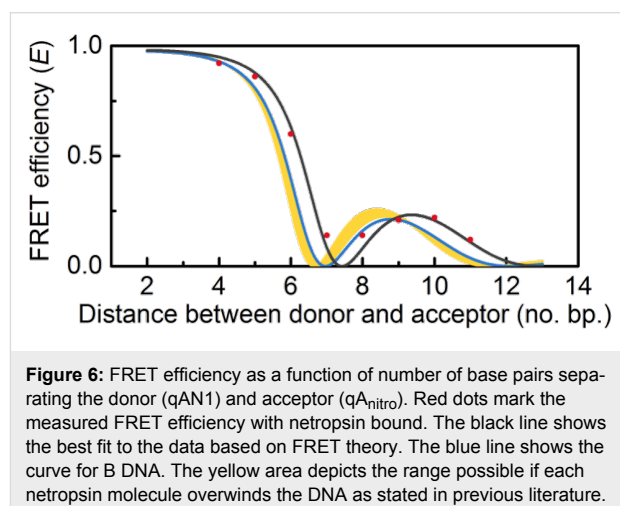 1.0
0.5
0.0
FRET efficiency (E)
2 4 6 8 10 12 14
Distance between donor and acceptor (no. bp.)
Figure 6: FRET efficiency as a function of number of base pairs sepa-
rating the donor (qAN1) and acceptor (qAnitro). Red dots mark the
measured FRET efficiency with netropsin bound. The black line shows
the best fit to the data based on FRET theory. The blue line shows the
curve for B DNA. The yellow area depicts the range possible if each
netropsin molecule overwinds the DNA as stated in previous literature.